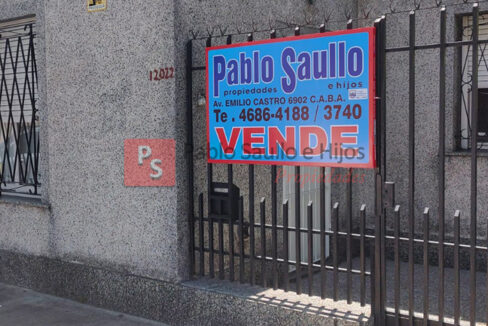 12022
Pablo Saullo
propiedades e hijos
Av. EMILIO CASTRO 6902 C.A.B.A.
Te. 4686-4188 / 3740
VENDE
PS
Pablo Saullo e Hijos